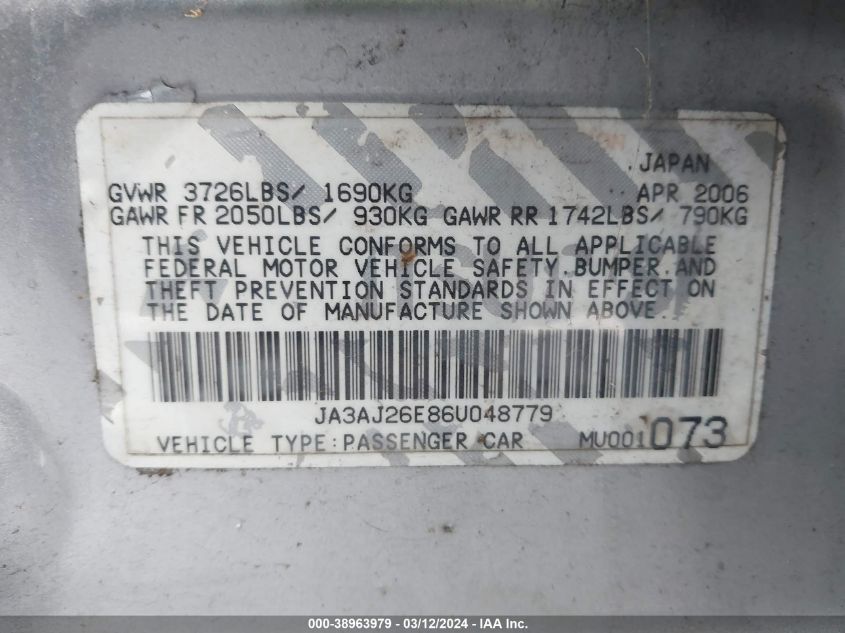 JAPAN
GVWR 3726LBS/ 1690KG APR 2006
GAWR FR 2050LBS/ 930KG GAWR RR 1742LBS/ 790KG
THIS VEHICLE CONFORMS TO ALL APPLICABLE
FEDERAL MOTOR VEHICLE SAFETY, BUMPER, AND
THEFT PREVENTION STANDARDS IN EFFECT ON
THE DATE OF MANUFACTURE SHOWN ABOVE.
JA3AJ26E86U048779
VEHICLE TYPE:PASSENGER CAR MU001073
000-38963979 - 03/12/2024 - IAA Inc.